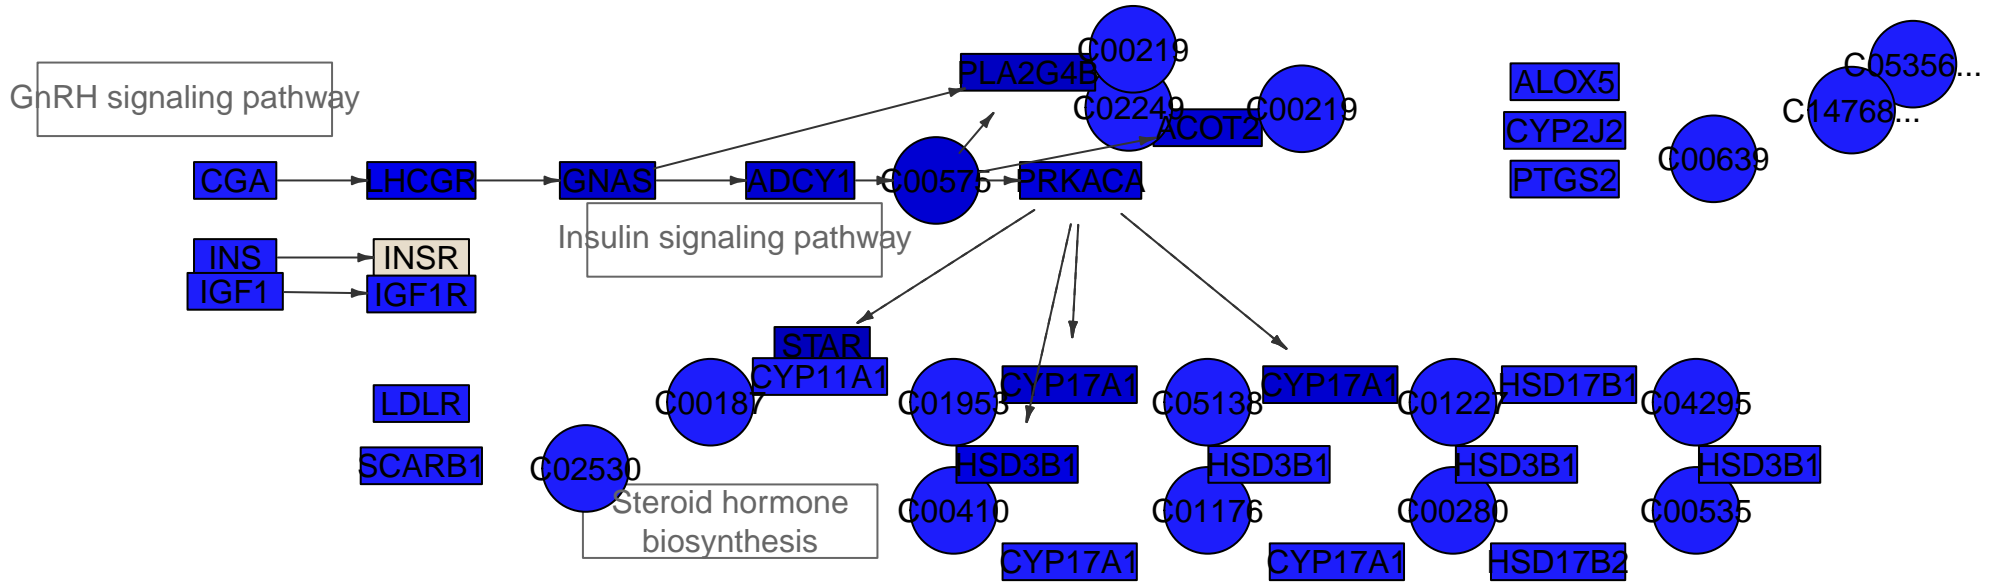 C00219
C05356...
PLA2G4B
ALOX5
GnRH signaling pathway
C02249
C00219
C14768...
ACOT2
CYP2J2
C00639
CGA
LHCGR
GNAS
ADCY1
C00575
PRKACA
PTGS2
Insulin signaling pathway
INS
INSR
IGF1
IGF1R
STAR
CYP11A1
CYP17A1
CYP17A1
HSD17B1
LDLR
C00187
C01953
C05138
C01227
C04295
SCARB1
C02530
HSD3B1
HSD3B1
HSD3B1
HSD3B1
Steroid hormone
biosynthesis
C00410
C01176
C00280
C00535
CYP17A1
CYP17A1
HSD17B2